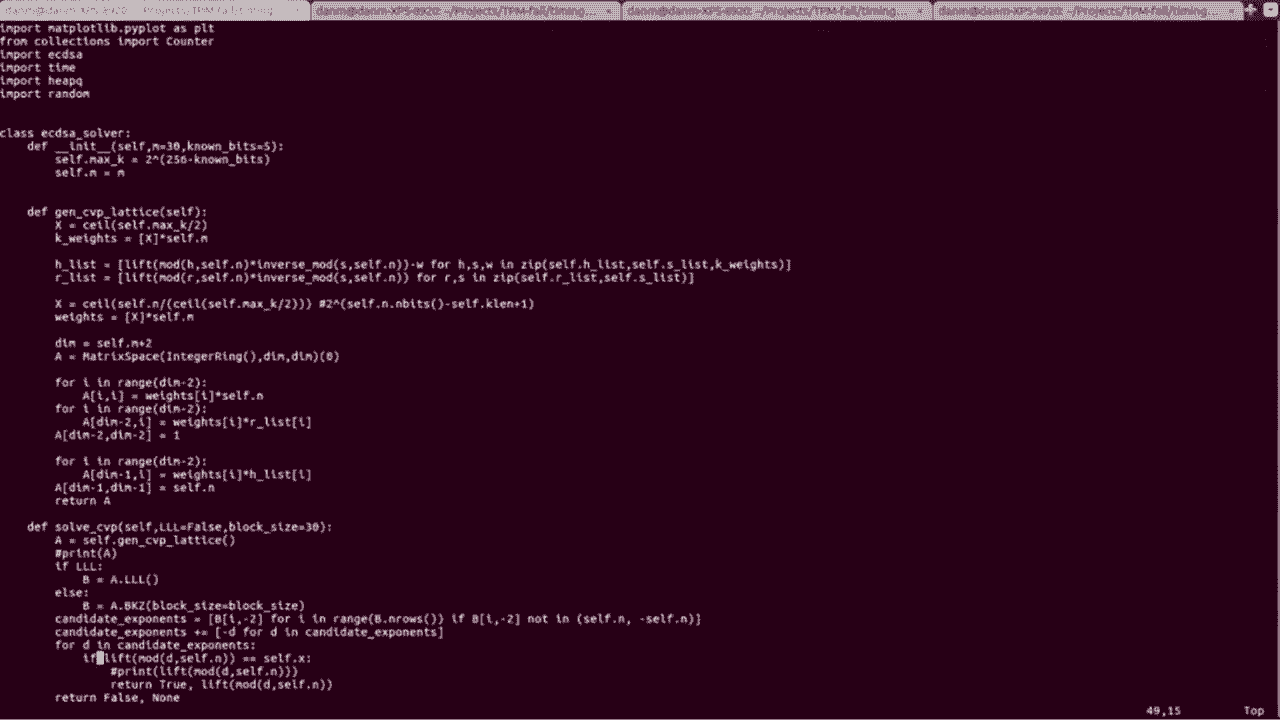 danm@danm-XPS-8920: ~/Projects/TPM-fail/timing... danm@danm-XPS-8920: ~/Projects/TPM-fail/timing... danm@danm-XPS-8920: ~/Projects/TPM-fail/timing...
import matplotlib.pyplot as plt
from collections import Counter
import ecdsa
import time
import heapq
import random
class ecdsa_solver:
def __init__(self,m=30,known_bits=5):
self.max_k = 2^(256-known_bits)
self.m = m
def gen_cvp_lattice(self):
X = ceil(self.max_k/2)
k_weights = [X]*self.m
h_list = [lift(mod(h,self.n)*inverse_mod(s,self.n))-w for h,s,w in zip(self.h_list,self.s_list,k_weights)]
r_list = [lift(mod(r,self.n)*inverse_mod(s,self.n)) for r,s in zip(self.r_list,self.s_list)]
X = ceil(self.n/(ceil(self.max_k/2))) #2^(self.n.nbits()-self.klen+1)
weights = [X]*self.m
dim = self.m+2
A = MatrixSpace(IntegerRing(),dim,dim)(0)
for i in range(dim-2):
A[i,i] = weights[i]*self.n
for i in range(dim-2):
A[dim-2,i] = weights[i]*r_list[i]
A[dim-2,dim-2] = 1
for i in range(dim-2):
A[dim-1,i] = weights[i]*h_list[i]
A[dim-1,dim-1] = self.n
return A
def solve_cvp(self,LLL=False,block_size=30):
A = self.gen_cvp_lattice()
#print(A)
if LLL:
B = A.LLL()
else:
B = A.BKZ(block_size=block_size)
candidate_exponents = [B[i,-2] for i in range(B.nrows()) if B[i,-2] not in (self.n, -self.n)]
candidate_exponents += [-d for d in candidate_exponents]
for d in candidate_exponents:
if lift(mod(d,self.n)) == self.x:
#print(lift(mod(d,self.n)))
return True, lift(mod(d,self.n))
return False, None
49,15 Top